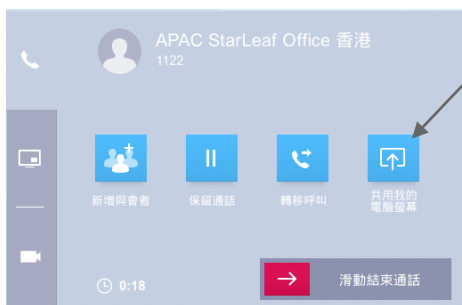 APAC StarLeaf Office 香港
1122
新增與會者
保留通話
轉移呼叫
共用我的
電腦螢幕
0:18
滑動結束通話